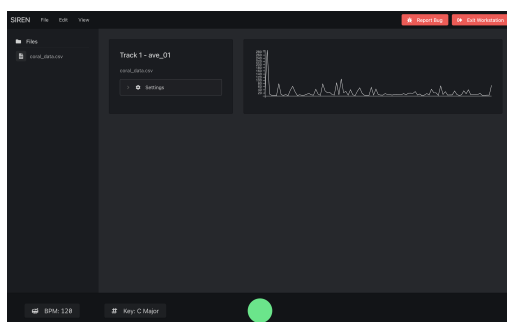 SIREN File Edit View
Report Bug Exit Workstation
Files
coral_data.csv
Track 1 - ave_01
coral_data.csv
Settings
BPM: 120
Key: C Major